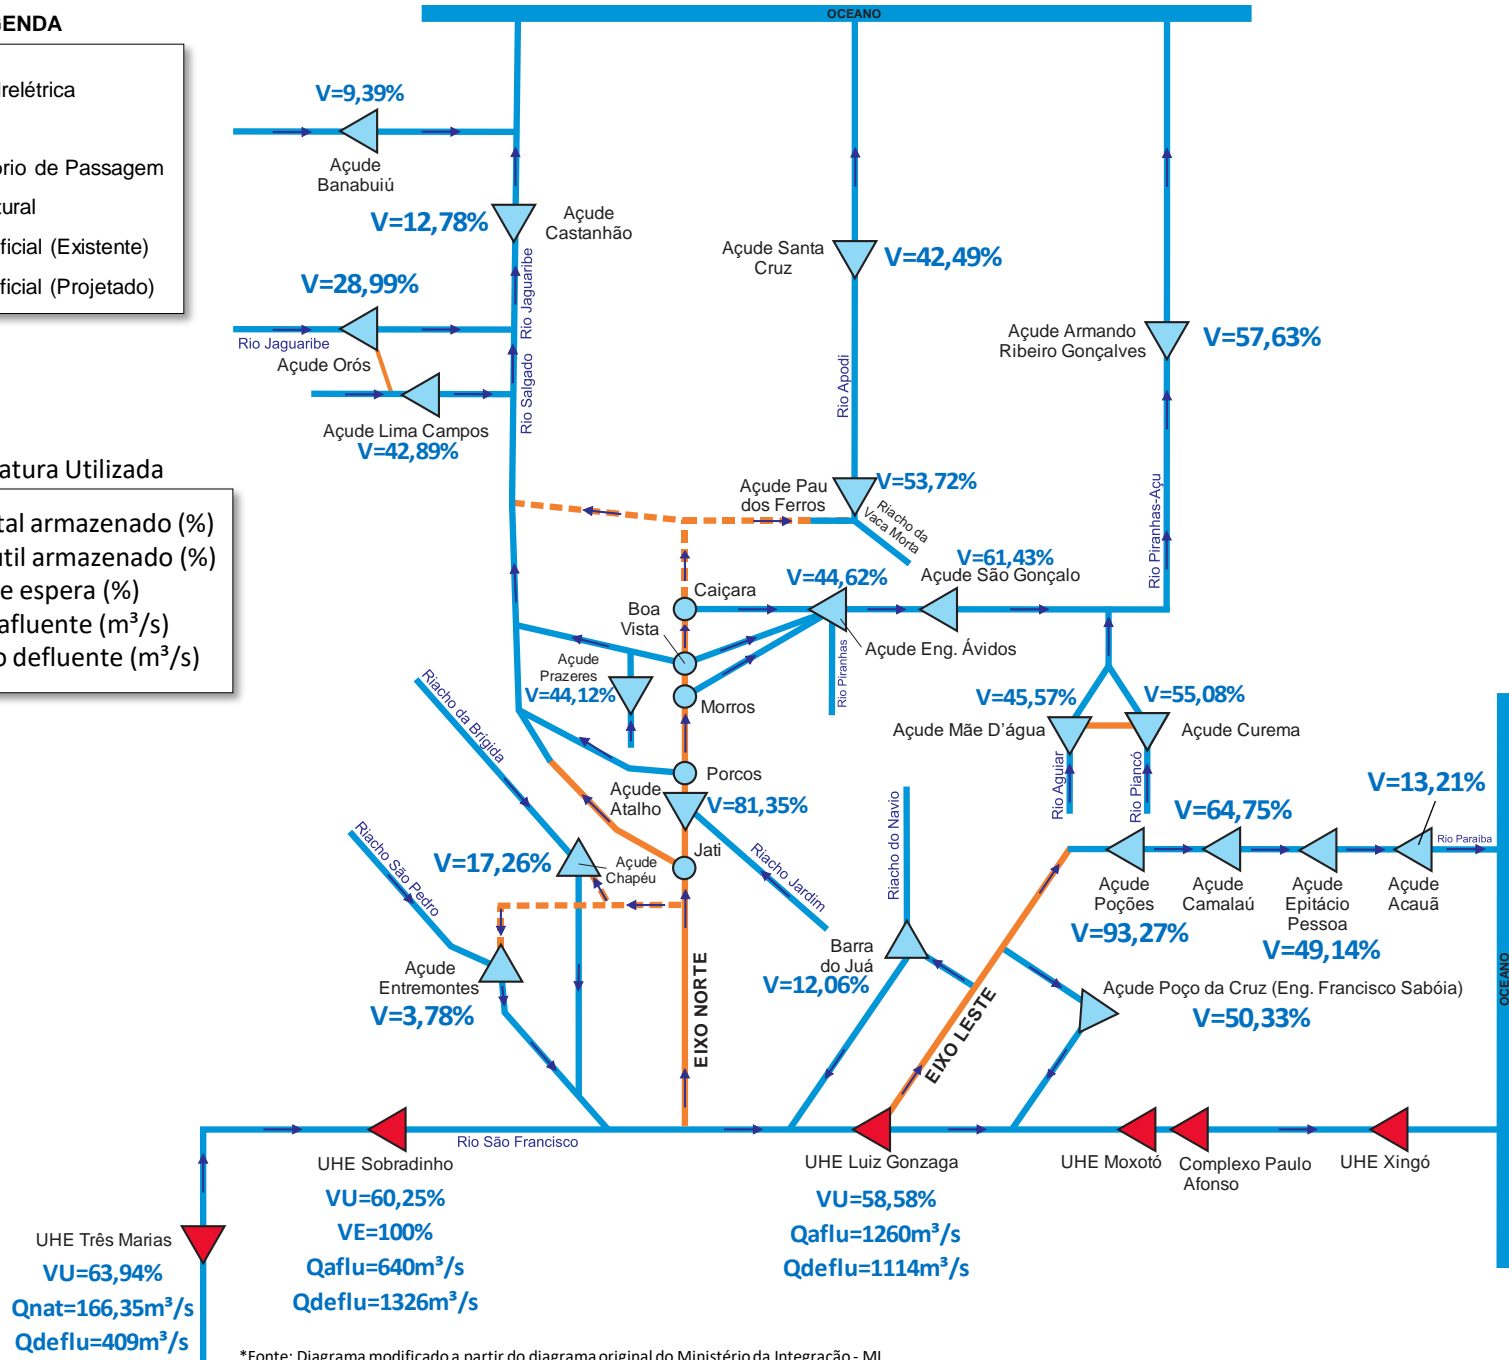 OCEANO
GENDA
drelétrica
ório de Passagem
tural
ificial (Existente)
ificial (Projetado)
V=9,39%
Açude
Banabuiú
V=12,78%
Açude
Castanhão
V=28,99%
Rio Jaguaribe
Açude Orós
Rio Jaguaribe
Rio Salgado
Açude Lima Campos
V=42,89%
Açude Santa
Cruz
V=42,49%
Rio Apodi
Açude Armando
Ribeiro Gonçalves
V=57,63%
Rio Piranhas-Açu
atura Utilizada
tal armazenado (%)
útil armazenado (%)
e espera (%)
afluente (m³/s)
o defluente (m³/s)
Açude Pau
dos Ferros
V=53,72%
Riacho da
Vaca Morta
V=61,43%
Açude São Gonçalo
V=44,62%
Caiçara
Boa
Vista
Açude Eng. Ávidos
Rio Piranhas
Açude
Prazeres
V=44,12%
Morros
Riacho da Brígida
Porcos
Açude
Atalho
V=81,35%
Jati
Riacho Jardim
V=45,57%
Açude Mãe D'água
V=55,08%
Açude Curema
Rio Aguiar
Rio Piancó
V=13,21%
V=64,75%
Rio Paraíba
Açude
Poções
V=93,27%
Açude
Camalaú
Açude
Epitácio
Pessoa
V=49,14%
Açude
Acauã
Riacho São Pedro
V=17,26%
Açude
Chapéu
Açude
Entremontes
V=3,78%
EIXO NORTE
Riacho do Navio
Barra
do Juá
V=12,06%
EIXO LESTE
Açude Poço da Cruz (Eng. Francisco Sabóia)
V=50,33%
OCEANO
Rio São Francisco
UHE Sobradinho
VU=60,25%
VE=100%
Qaflu=640m³/s
Qdeflu=1326m³/s
UHE Luiz Gonzaga
VU=58,58%
Qaflu=1260m³/s
Qdeflu=1114m³/s
UHE Moxotó
Complexo Paulo
Afonso
UHE Xingó
UHE Três Marias
VU=63,94%
Qnat=166,35m³/s
Qdeflu=409m³/s
*Fonte: Diagrama modificado a partir do diagrama original do Ministério da Integração - MI